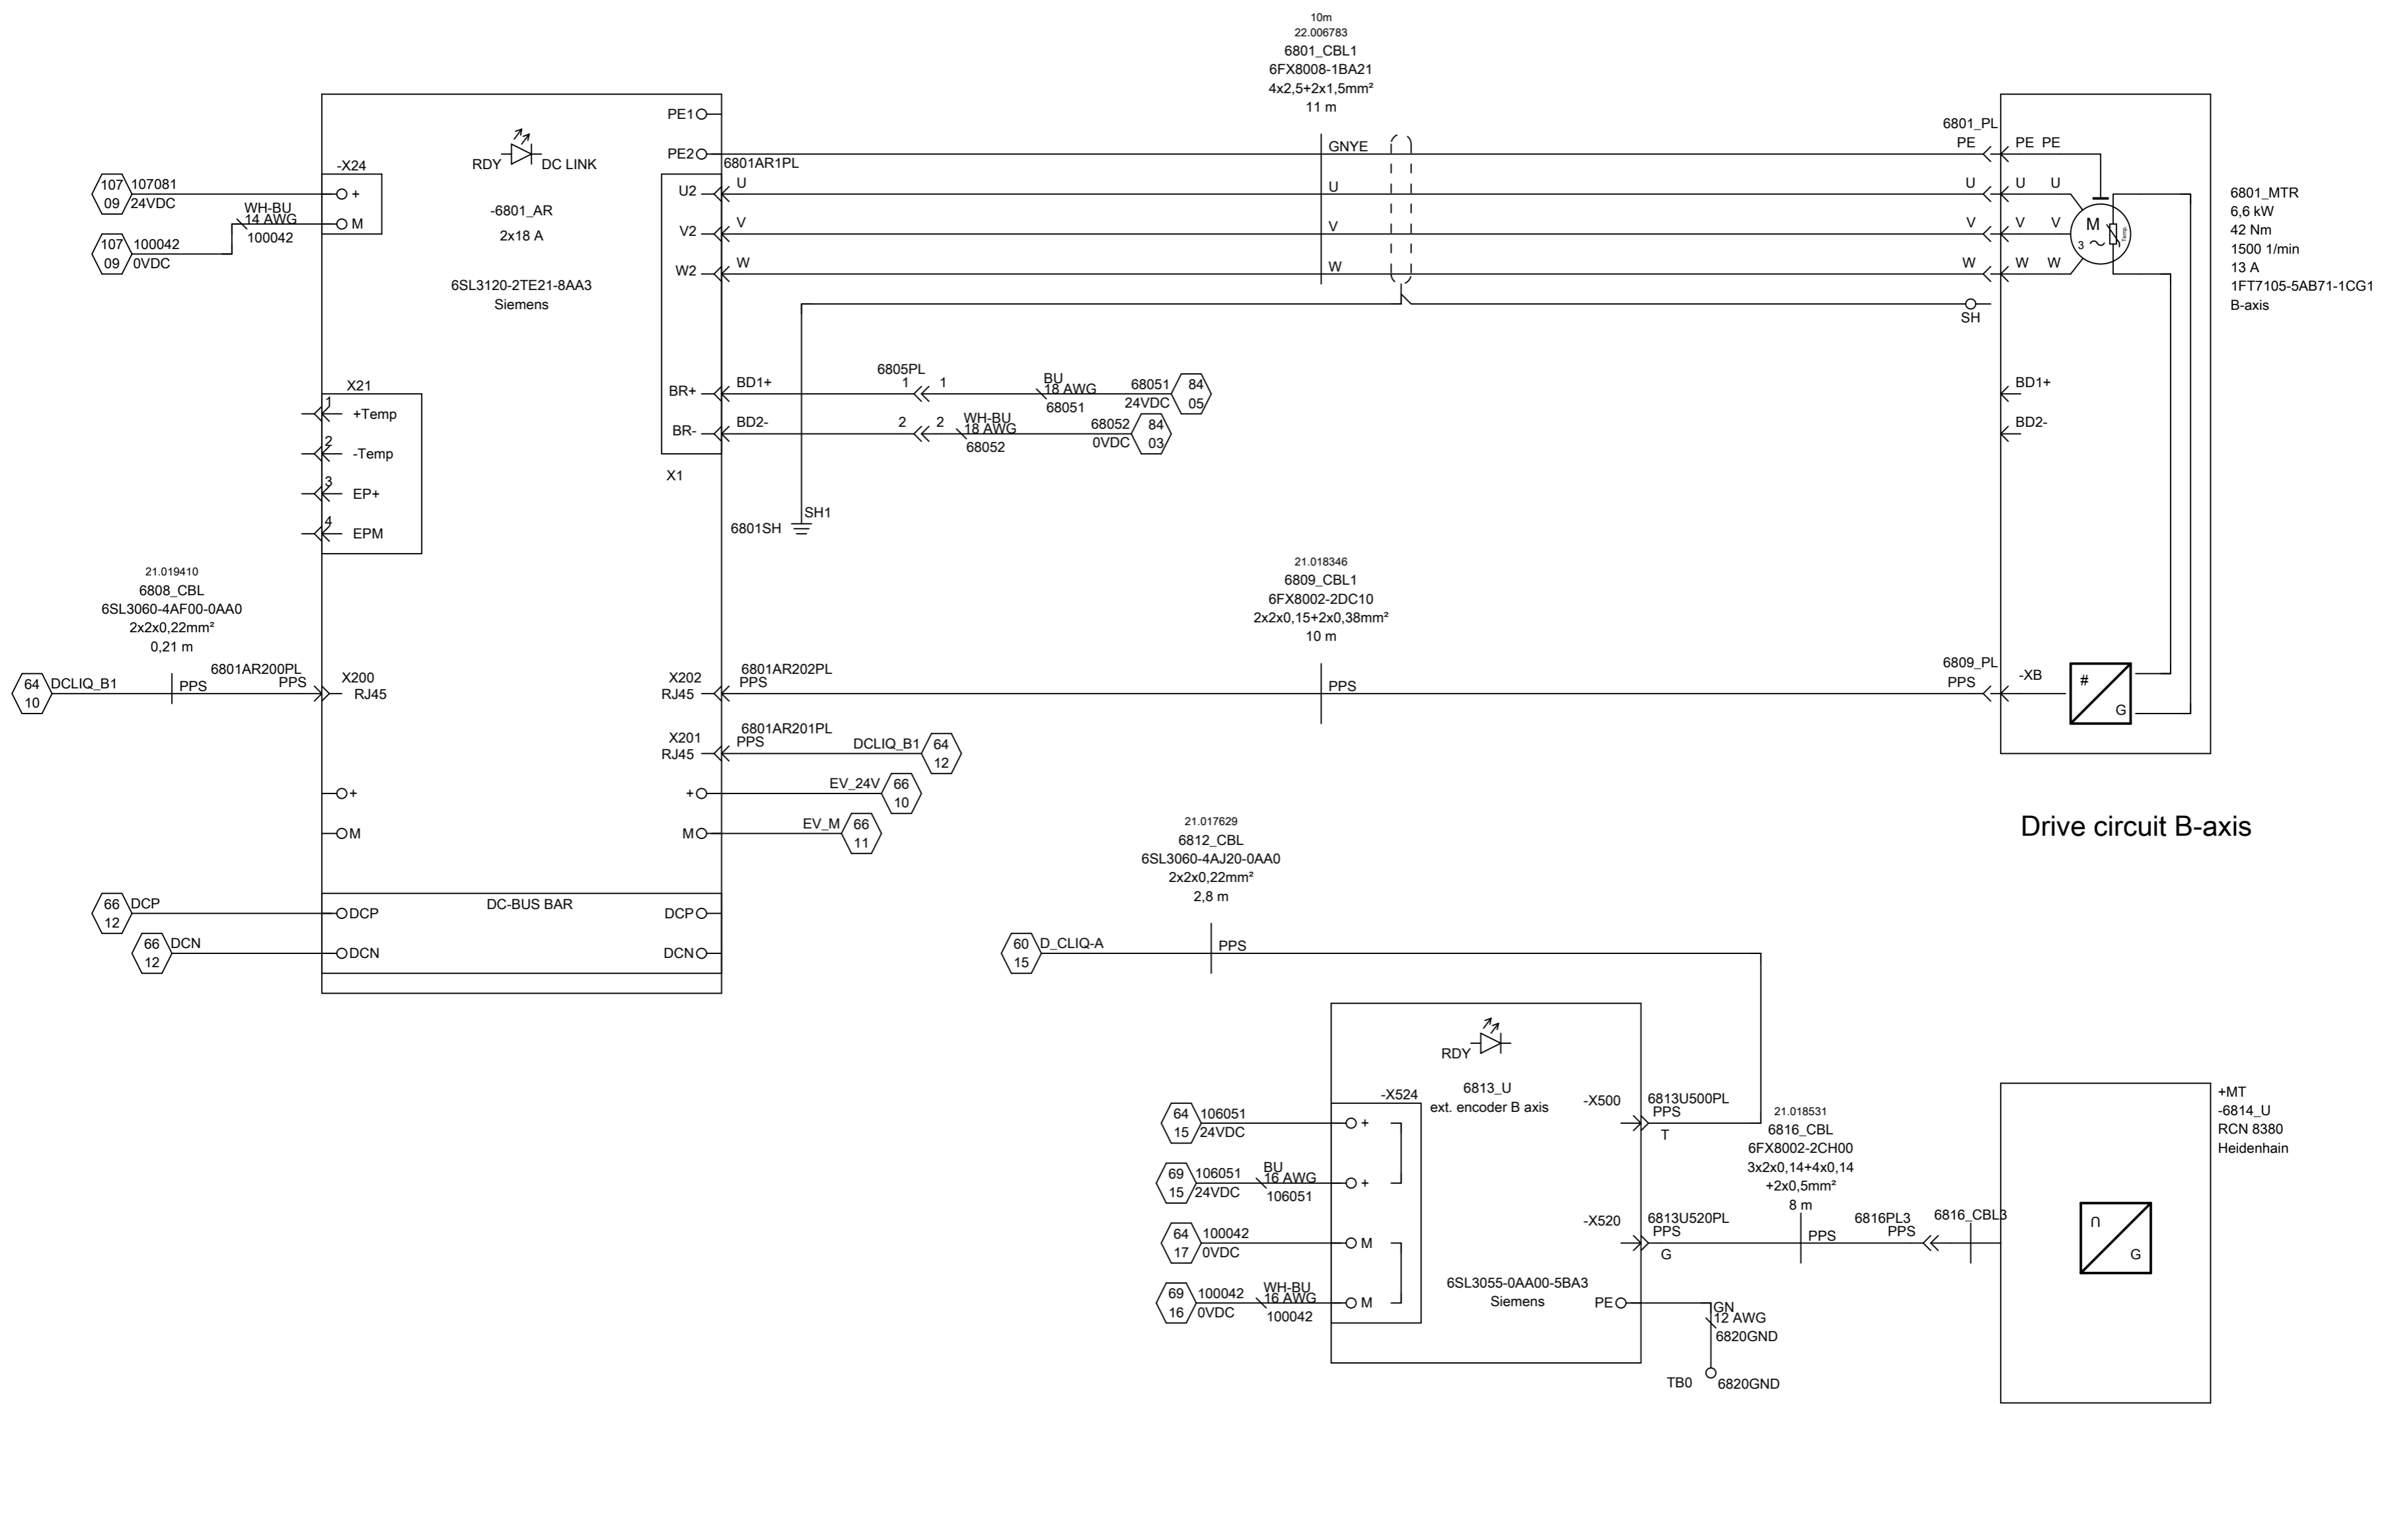 10m
22.006783
6801_CBL1
6FX8008-1BA21
4x2,5+2x1,5mm²
11 m
PE1
RDY
DC LINK
PE2
6801AR1PL
GNYE
6801_PL
PE
PE PE
-X24
107
09
107081
24VDC
+
WH-BU
14 AWG
100042
M
107
09
100042
0VDC
-6801_AR
2x18 A
6SL3120-2TE21-8AA3
Siemens
U2
U
U
U
U
U
V2
V
V
V
V
V
W2
W
W
W
W
W
M
3
Temp.
6801_MTR
6,6 kW
42 Nm
1500 1/min
13 A
1FT7105-5AB71-1CG1
B-axis
SH
X21
1
+Temp
2
-Temp
3
EP+
4
EPM
BR+
BD1+
6805PL
1
1
BU
18 AWG
68051
68051
24VDC
84
05
BD1+
BR-
BD2-
2
2
WH-BU
18 AWG
68052
68052
0VDC
84
03
BD2-
X1
SH1
6801SH
21.019410
6808_CBL
6SL3060-4AF00-0AA0
2x2x0,22mm²
0,21 m
21.018346
6809_CBL1
6FX8002-2DC10
2x2x0,15+2x0,38mm²
10 m
64
10
DCLIQ_B1
PPS
6801AR200PL
PPS
X200
RJ45
X202
RJ45
6801AR202PL
PPS
PPS
6809_PL
PPS
-XB
#
G
X201
RJ45
6801AR201PL
PPS
DCLIQ_B1
64
12
+
+
EV_24V
66
10
M
M
EV_M
66
11
Drive circuit B-axis
66
12
DCP
DCP
DC-BUS BAR
DCP
66
12
DCN
DCN
DCN
21.017629
6812_CBL
6SL3060-4AJ20-0AA0
2x2x0,22mm²
2,8 m
60
15
D_CLIQ-A
PPS
RDY
6813_U
ext. encoder B axis
-X524
-X500
6813U500PL
PPS
T
64
15
106051
24VDC
+
69
15
106051
24VDC
BU
16 AWG
106051
+
64
17
100042
0VDC
M
69
16
100042
0VDC
WH-BU
16 AWG
100042
M
21.018531
6816_CBL
6FX8002-2CH00
3x2x0,14+4x0,14
+2x0,5mm²
8 m
-X520
6813U520PL
PPS
G
PPS
6816PL3
PPS
6816_CBL3
6SL3055-0AA00-5BA3
Siemens
PE
GN
12 AWG
6820GND
TB0
6820GND
+MT
-6814_U
RCN 8380
Heidenhain
G